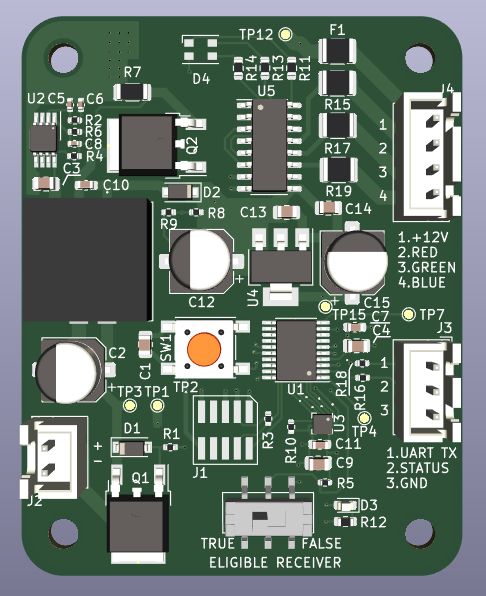 TP12
F1
D4
R14
R13
R11
R7
U5
J4
U2
C5
C6
R15
1
R2
R6
C8
R4
Q2
R17
2
3
C3
C10
D2
R19
4
R9
R8
C13
C14
1.+12V
2.RED
3.GREEN
4.BLUE
+
C12
U4
+
C15
TP15
C7
C4
TP7
J3
SW1
C2
C1
U1
1
+
TP2
R18
R16
2
TP3
TP1
3
D1
R1
R3
R10
U3
TP4
+
−
J1
C11
C9
1.UART TX
2.STATUS
3.GND
J2
Q1
R5
D3
R12
TRUE
FALSE
ELIGIBLE RECEIVER